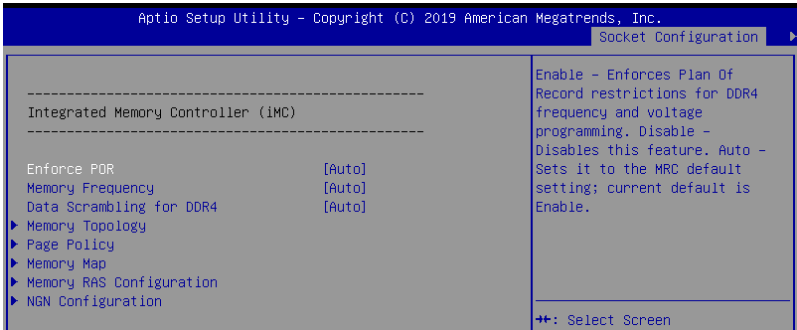 Aptio Setup Utility – Copyright (C) 2019 American Megatrends, Inc.
Socket Configuration
------------------------------------------------
Integrated Memory Controller (iMC)
------------------------------------------------
Enforce POR [Auto]
Memory Frequency [Auto]
Data Scrambling for DDR4 [Auto]
Memory Topology
Page Policy
Memory Map
Memory RAS Configuration
NGN Configuration
Enable – Enforces Plan Of
Record restrictions for DDR4
frequency and voltage
programming. Disable –
Disables this feature. Auto –
Sets it to the MRC default
setting; current default is
Enable.
→←: Select Screen